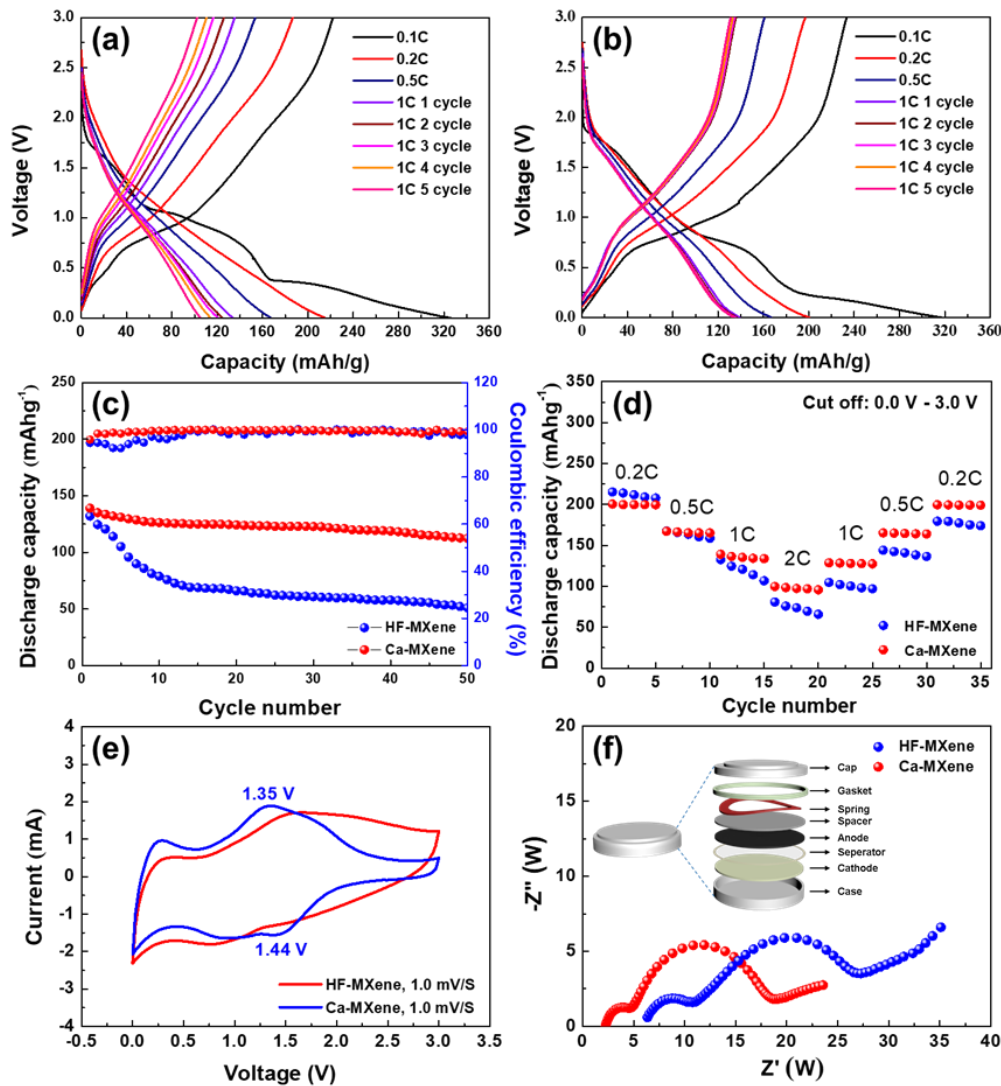 (a)
0.1C
0.2C
0.5C
1C 1 cycle
1C 2 cycle
1C 3 cycle
1C 4 cycle
1C 5 cycle
Voltage (V)
3.0
2.5
2.0
1.5
1.0
0.5
0.0
0 40 80 120 160 200 240 280 320 360
Capacity (mAh/g)
(b)
0.1C
0.2C
0.5C
1C 1 cycle
1C 2 cycle
1C 3 cycle
1C 4 cycle
1C 5 cycle
Voltage (V)
3.0
2.5
2.0
1.5
1.0
0.5
0.0
0 40 80 120 160 200 240 280 320 360
Capacity (mAh/g)
(c)
Discharge capacity (mAhg⁻¹)
250
200
150
100
50
0
Coulombic efficiency (%)
120
100
80
60
40
20
0
HF-MXene
Ca-MXene
0 10 20 30 40 50
Cycle number
(d)
Cut off: 0.0 V - 3.0 V
Discharge capacity (mAhg⁻¹)
350
300
250
200
150
100
50
0
0.2C
0.5C
1C
2C
1C
0.5C
0.2C
HF-MXene
Ca-MXene
0 5 10 15 20 25 30 35
Cycle number
(e)
Current (mA)
4
3
2
1
0
-1
-2
-3
-4
1.35 V
1.44 V
HF-MXene, 1.0 mV/S
Ca-MXene, 1.0 mV/S
-0.5 0.0 0.5 1.0 1.5 2.0 2.5 3.0 3.5
Voltage (V)
(f)
HF-MXene
Ca-MXene
-Z'' (W)
20
15
10
5
0
Cap
Gasket
Spring
Spacer
Anode
Seperator
Cathode
Case
0 5 10 15 20 25 30 35 40
Z' (W)